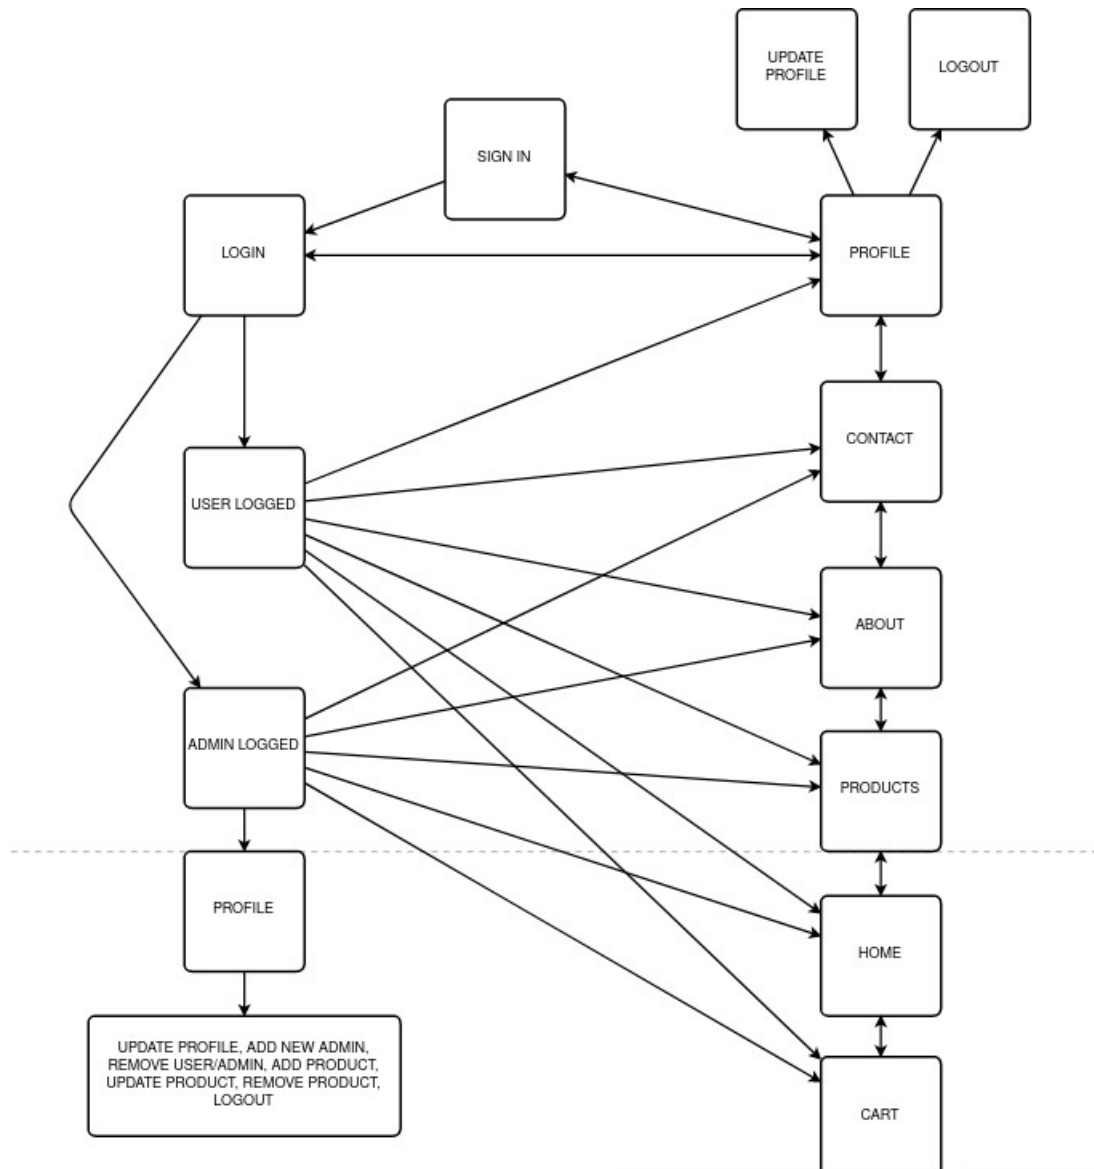 UPDATE
PROFILE
LOGOUT
SIGN IN
LOGIN
PROFILE
CONTACT
USER LOGGED
ABOUT
ADMIN LOGGED
PRODUCTS
PROFILE
HOME
UPDATE PROFILE, ADD NEW ADMIN,
REMOVE USER/ADMIN, ADD PRODUCT,
UPDATE PRODUCT, REMOVE PRODUCT,
LOGOUT
CART